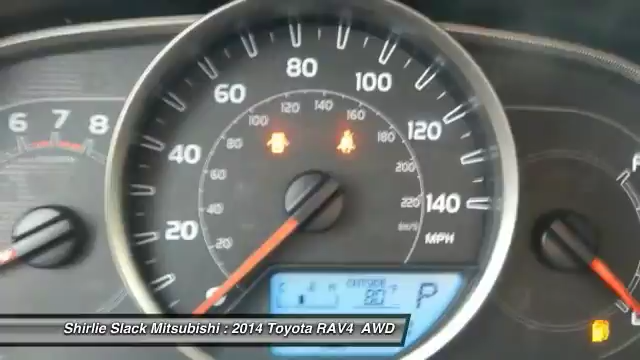 80
60 100
120 140
100 160
6 7 8 80 180 120
40 200
60
40 220 140
20 km/h
20 MPH
OUTSIDE
C E H 80 °F P
Shirlie Slack Mitsubishi : 2014 Toyota RAV4 AWD